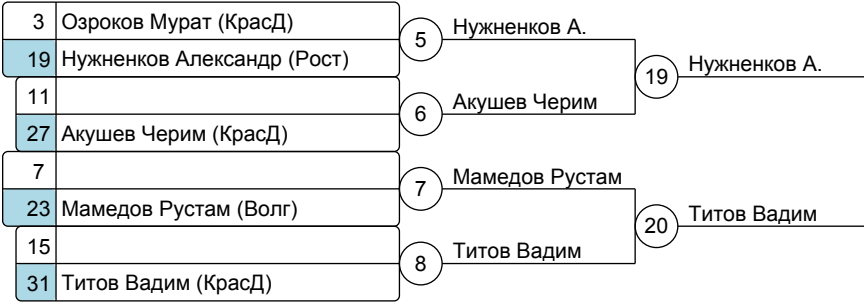 3 Озроков Мурат (КрасД)
19 Нужненков Александр (Рост)
5 Нужненков А.
11
27 Акушев Черим (КрасД)
6 Акушев Черим
19 Нужненков А.
7
23 Мамедов Рустам (Волг)
7 Мамедов Рустам
15
31 Титов Вадим (КрасД)
8 Титов Вадим
20 Титов Вадим